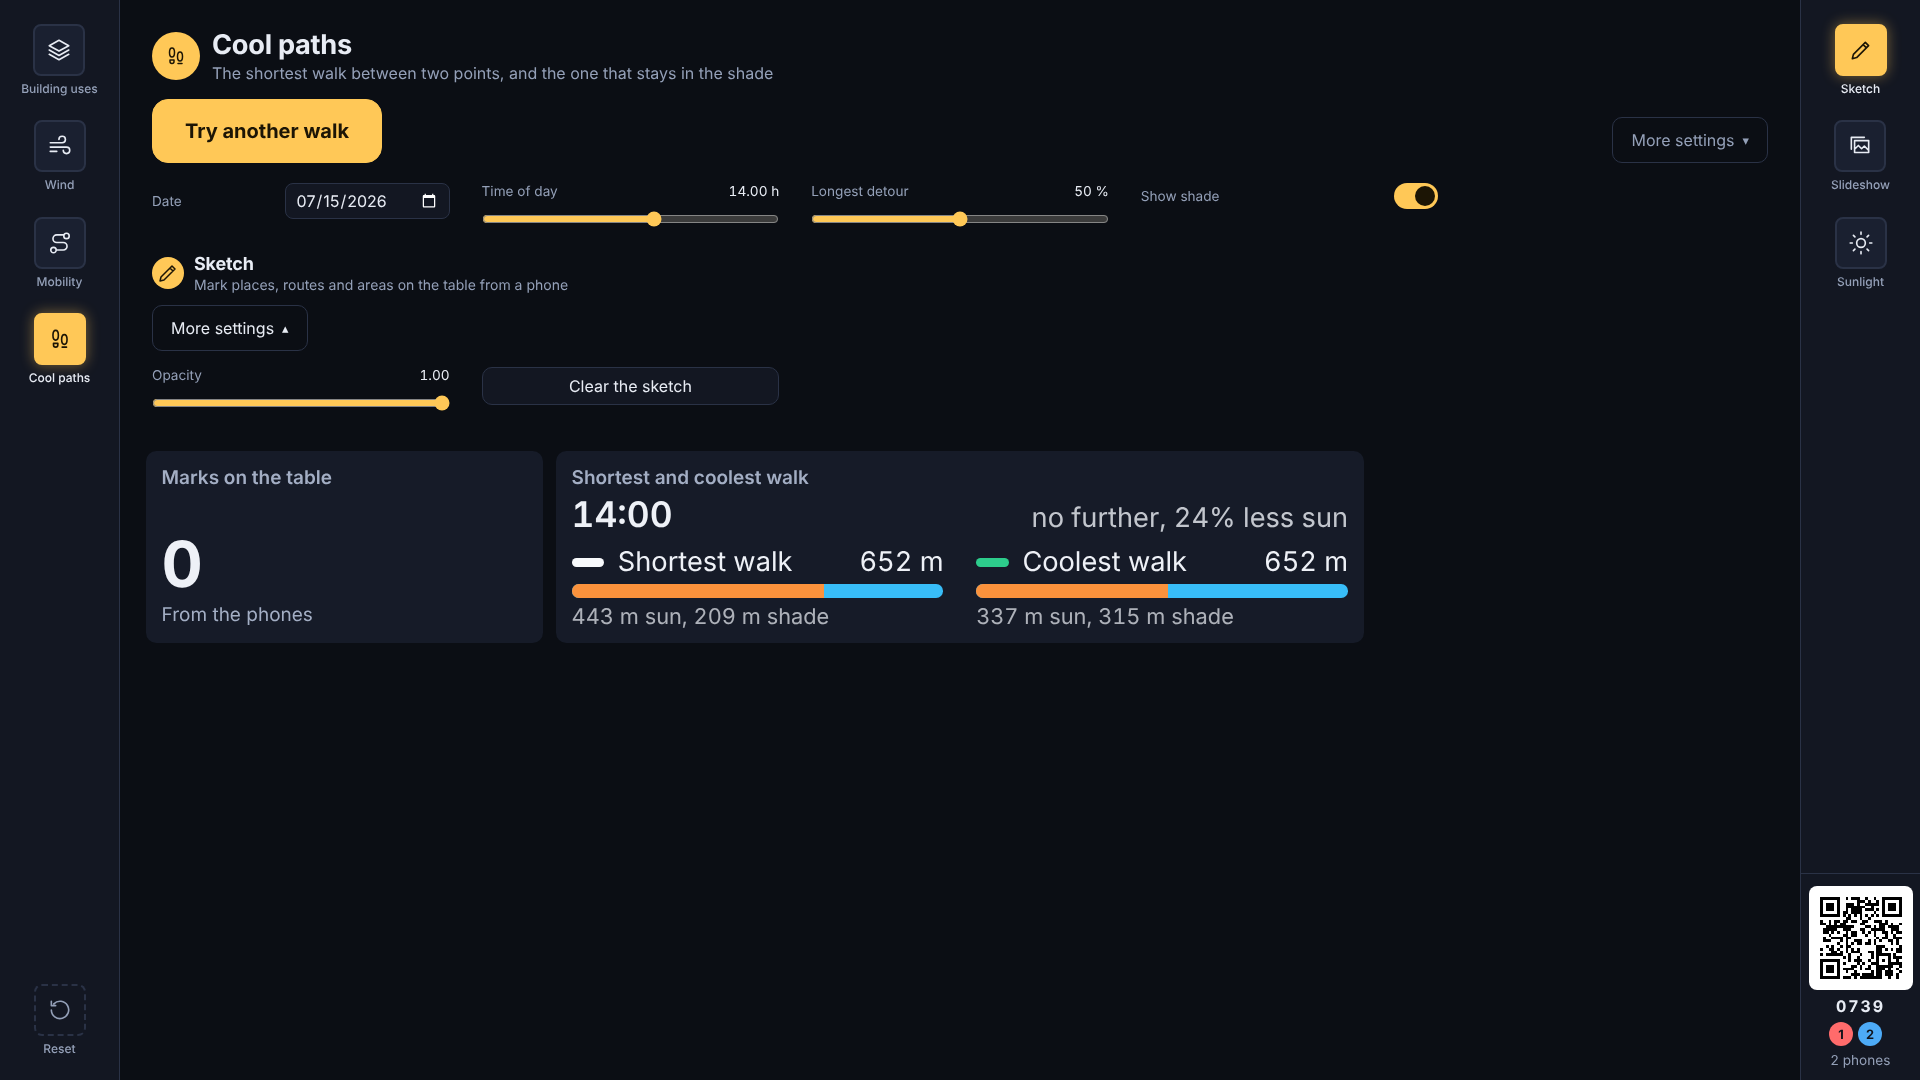 Building uses
Wind
Mobility
Cool paths
Reset
Cool paths
The shortest walk between two points, and the one that stays in the shade
Try another walk
More settings ▾
Date
07/15/2026
Time of day
14.00 h
Longest detour
50 %
Show shade
Sketch
Mark places, routes and areas on the table from a phone
More settings ▴
Opacity
1.00
Clear the sketch
Marks on the table
0
From the phones
Shortest and coolest walk
14:00
no further, 24% less sun
Shortest walk
652 m
443 m sun, 209 m shade
Coolest walk
652 m
337 m sun, 315 m shade
Sketch
Slideshow
Sunlight
0739
1
2
2 phones